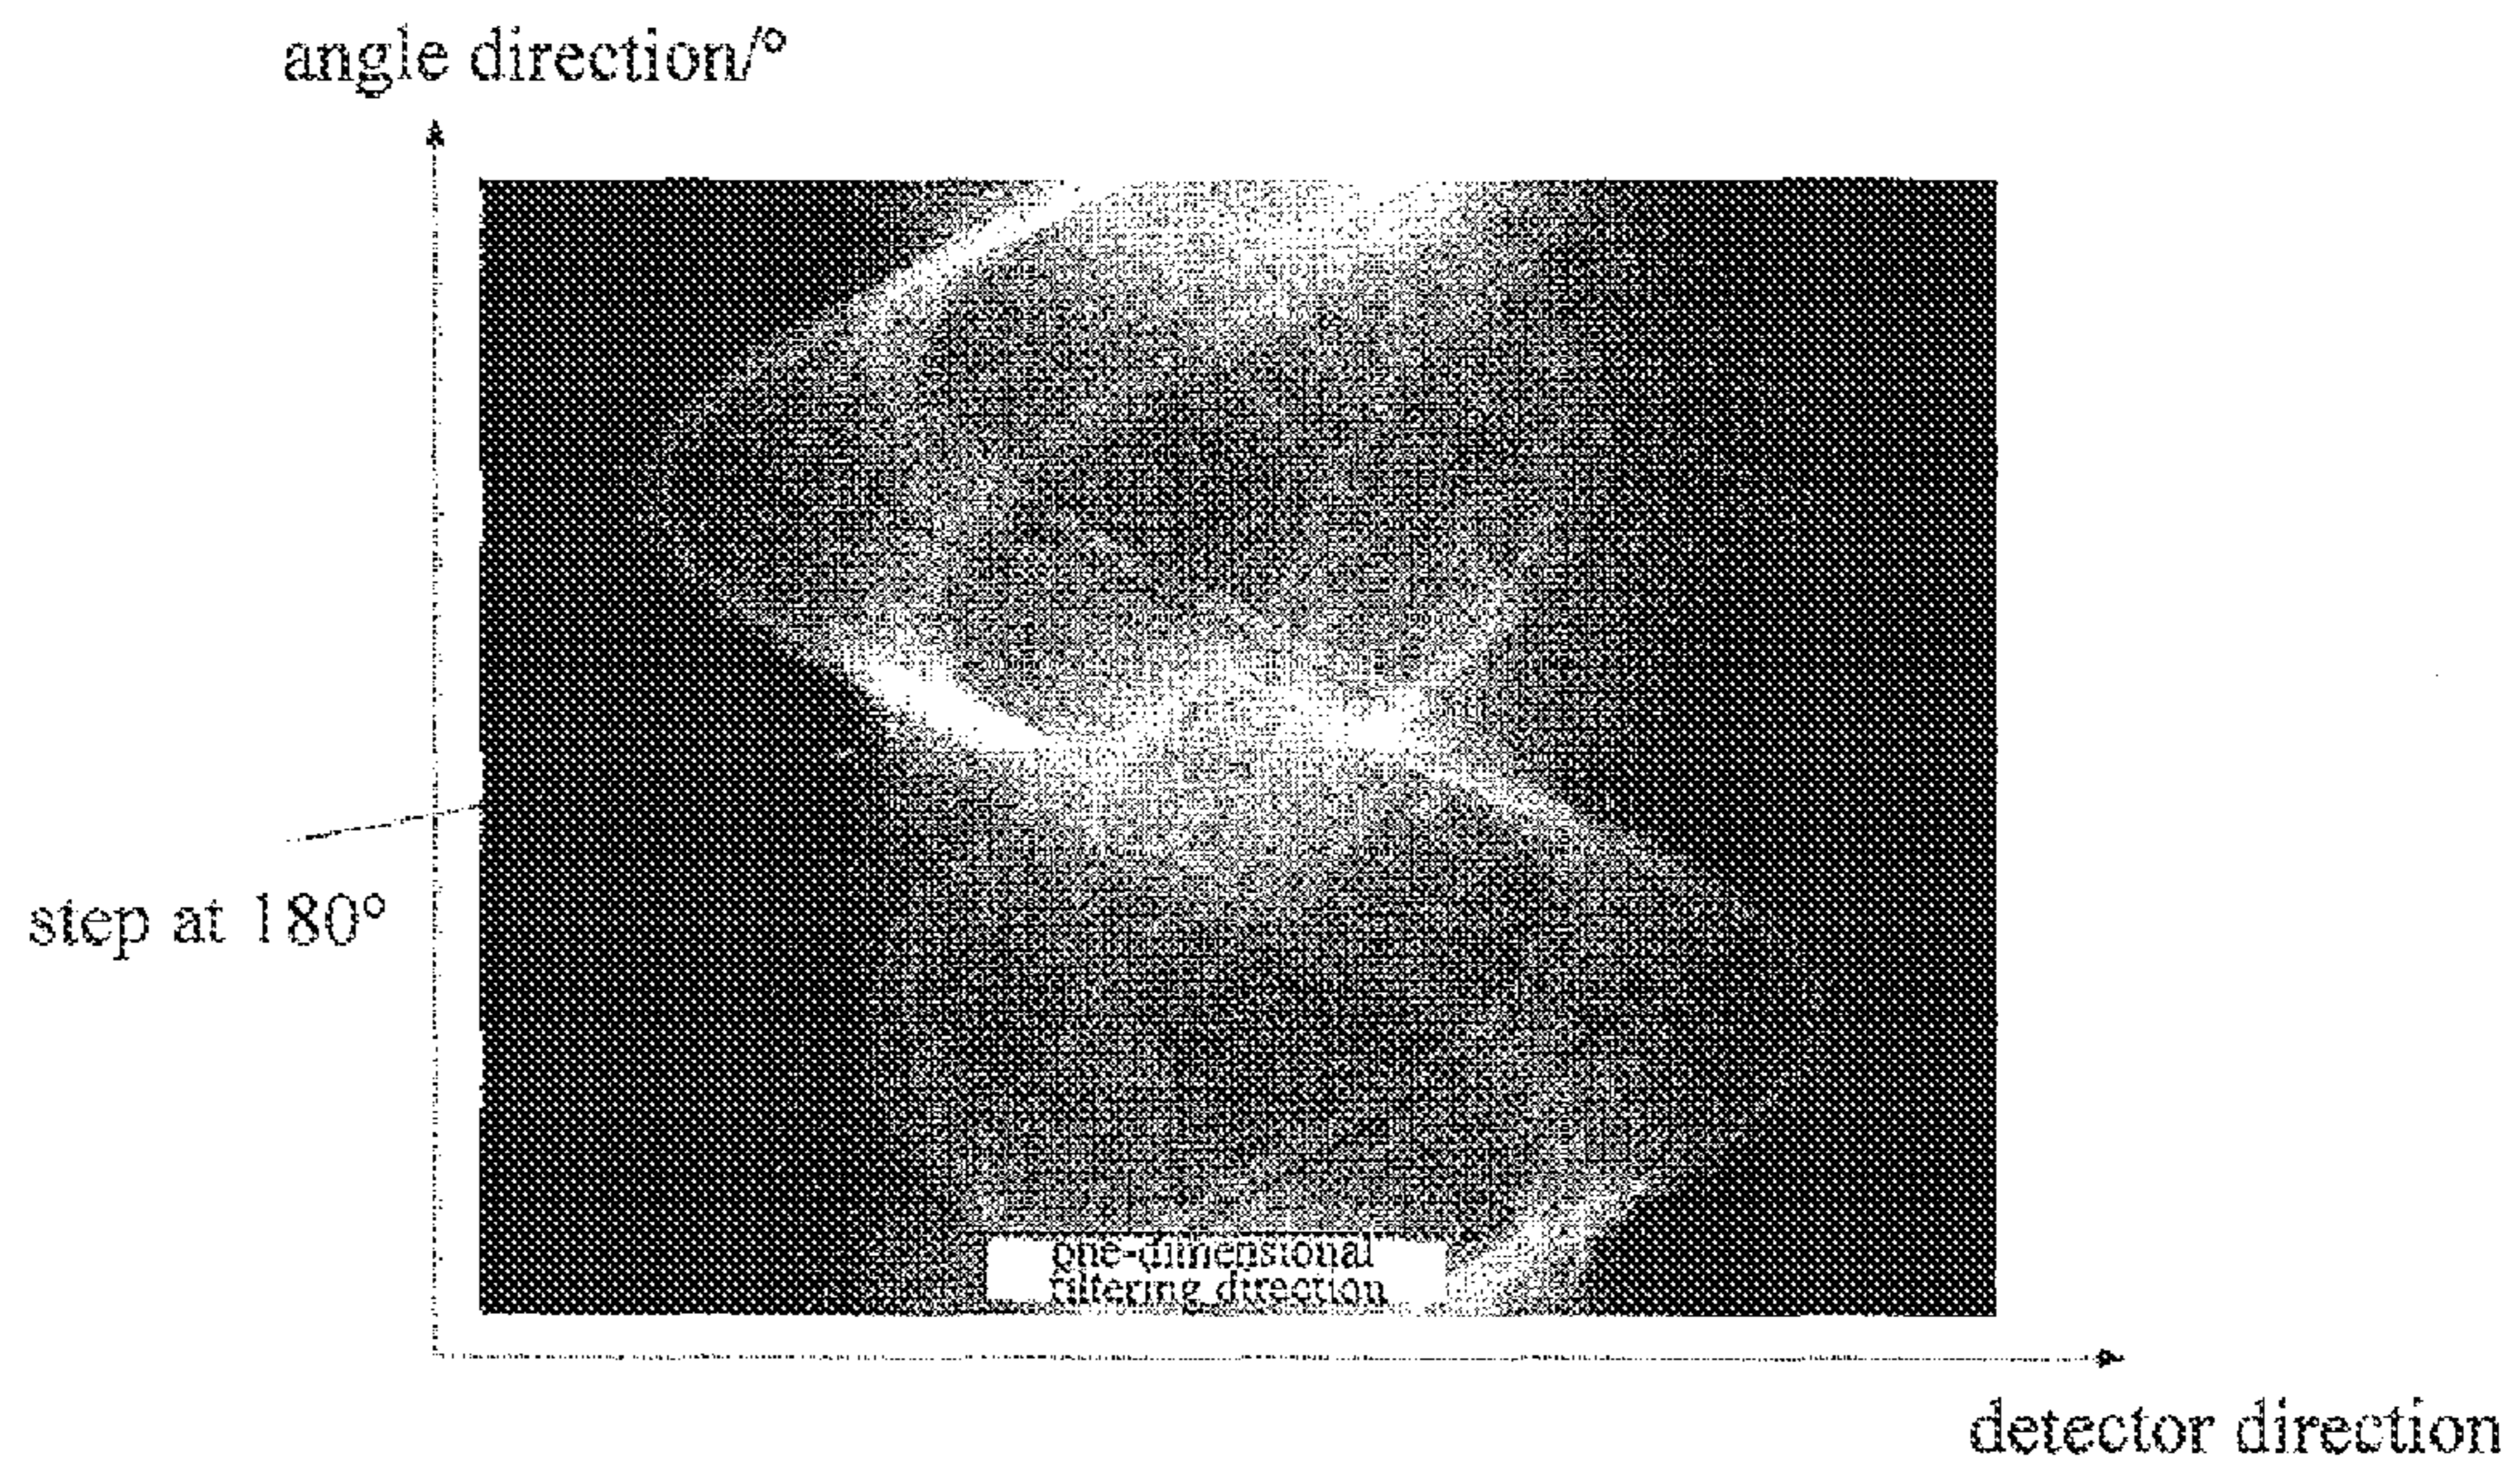 angle direction/°
step at 180°
one-dimensional
filtering direction
detector direction